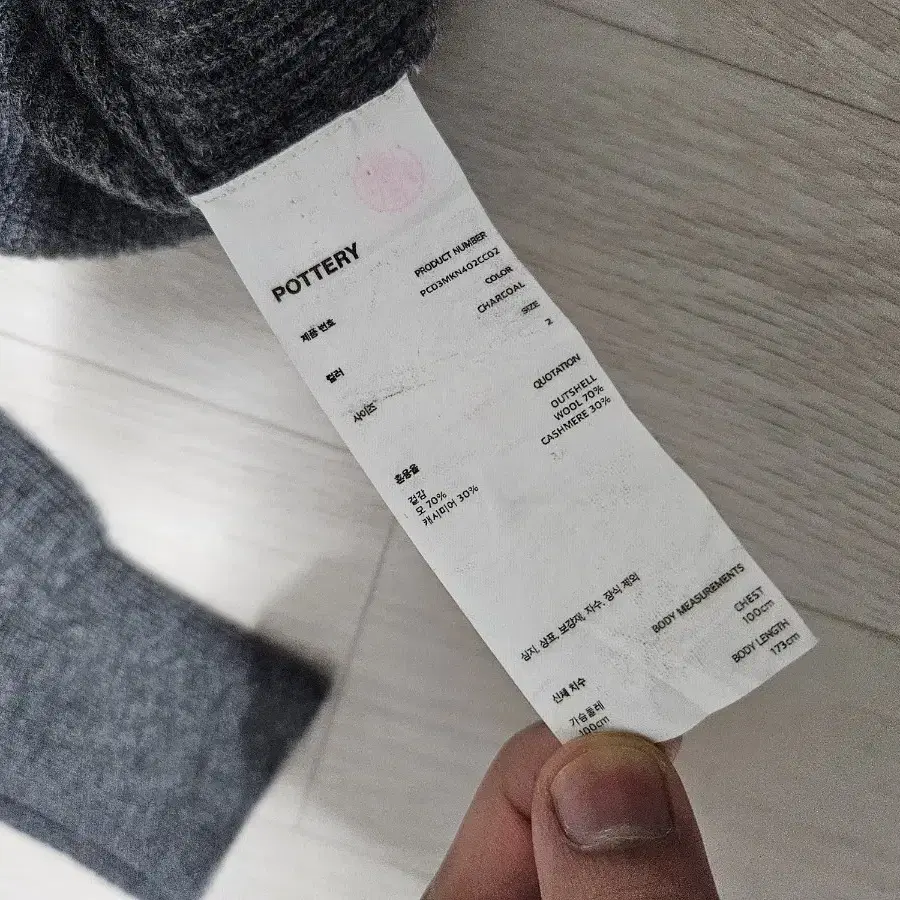 POTTERY
제품 번호
PRODUCT NUMBER
PCO3MKN402CCG2
컬러
COLOR
CHARCOAL
사이즈
SIZE
2
혼용율
QUOTATION
겉감
모 70%
캐시미어 30%
OUTSHELL
WOOL 70%
CASHMERE 30%
심지, 상표, 보강재, 자수, 장식 제외
신체 치수
BODY MEASUREMENTS
가슴둘레
100cm
CHEST
100cm
BODY LENGTH
173cm